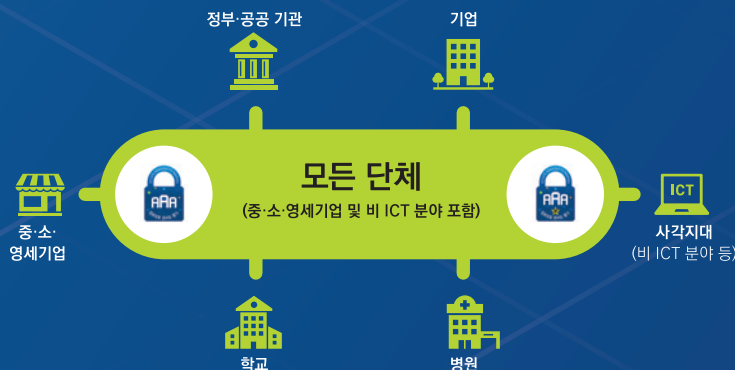 정부·공공 기관
기업
모든 단체
(중·소·영세기업 및 비 ICT 분야 포함)
AAA
AAA
중·소·
영세기업
ICT
사각지대
(비 ICT 분야 등)
학교
병원